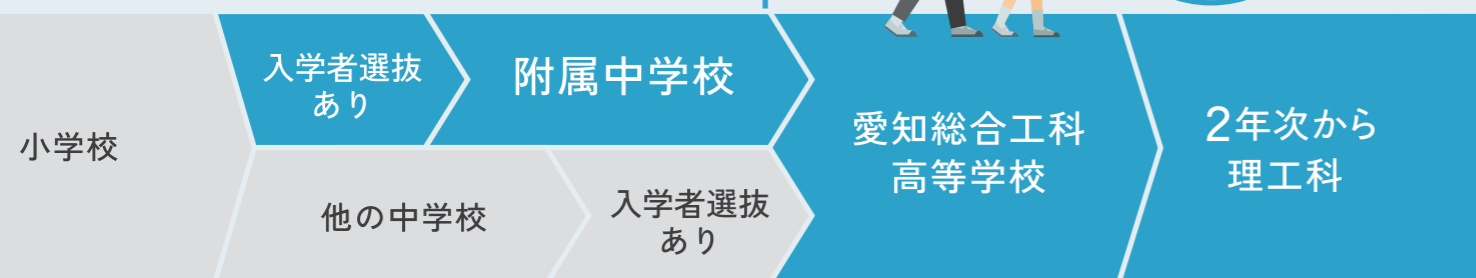 小学校
入学者選抜
あり
附属中学校
他の中学校
入学者選抜
あり
愛知総合工科
高等学校
2年次から
理工科